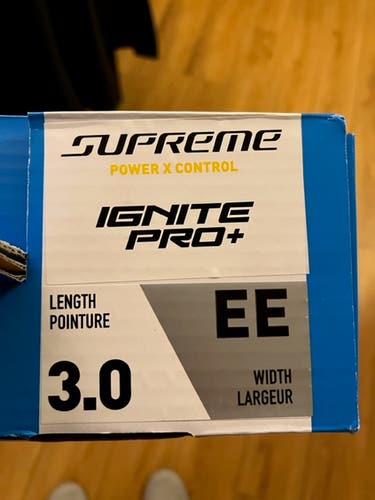 SUPREME
POWER X CONTROL
IGNITE
PRO+
LENGTH
POINTURE
EE
3.0
WIDTH
LARGEUR